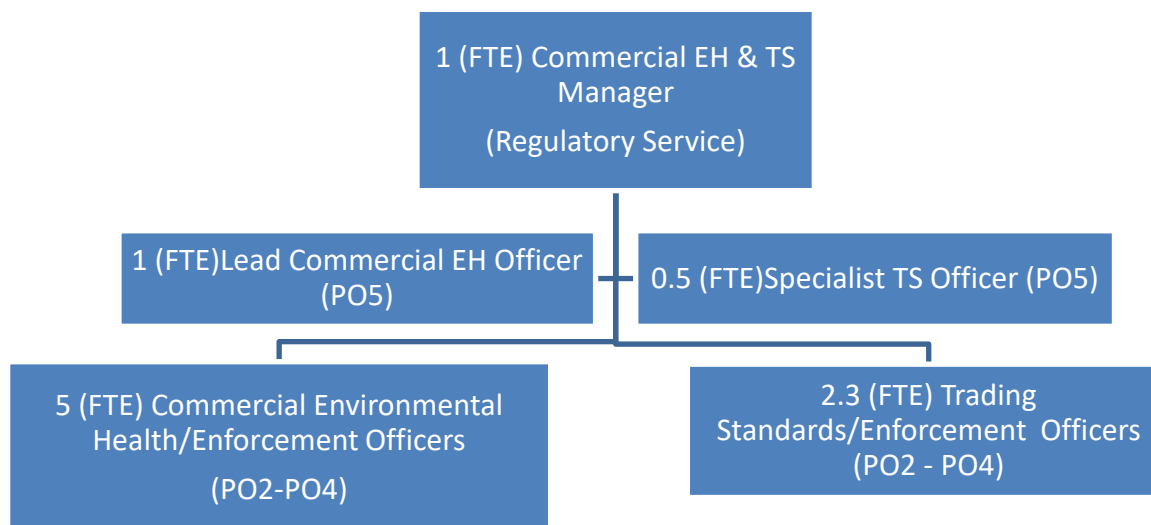 1 (FTE) Commercial EH & TS
Manager
(Regulatory Service)
1 (FTE)Lead Commercial EH Officer
(PO5)
0.5 (FTE)Specialist TS Officer (PO5)
5 (FTE) Commercial Environmental
Health/Enforcement Officers
(PO2-PO4)
2.3 (FTE) Trading
Standards/Enforcement  Officers
(PO2 - PO4)